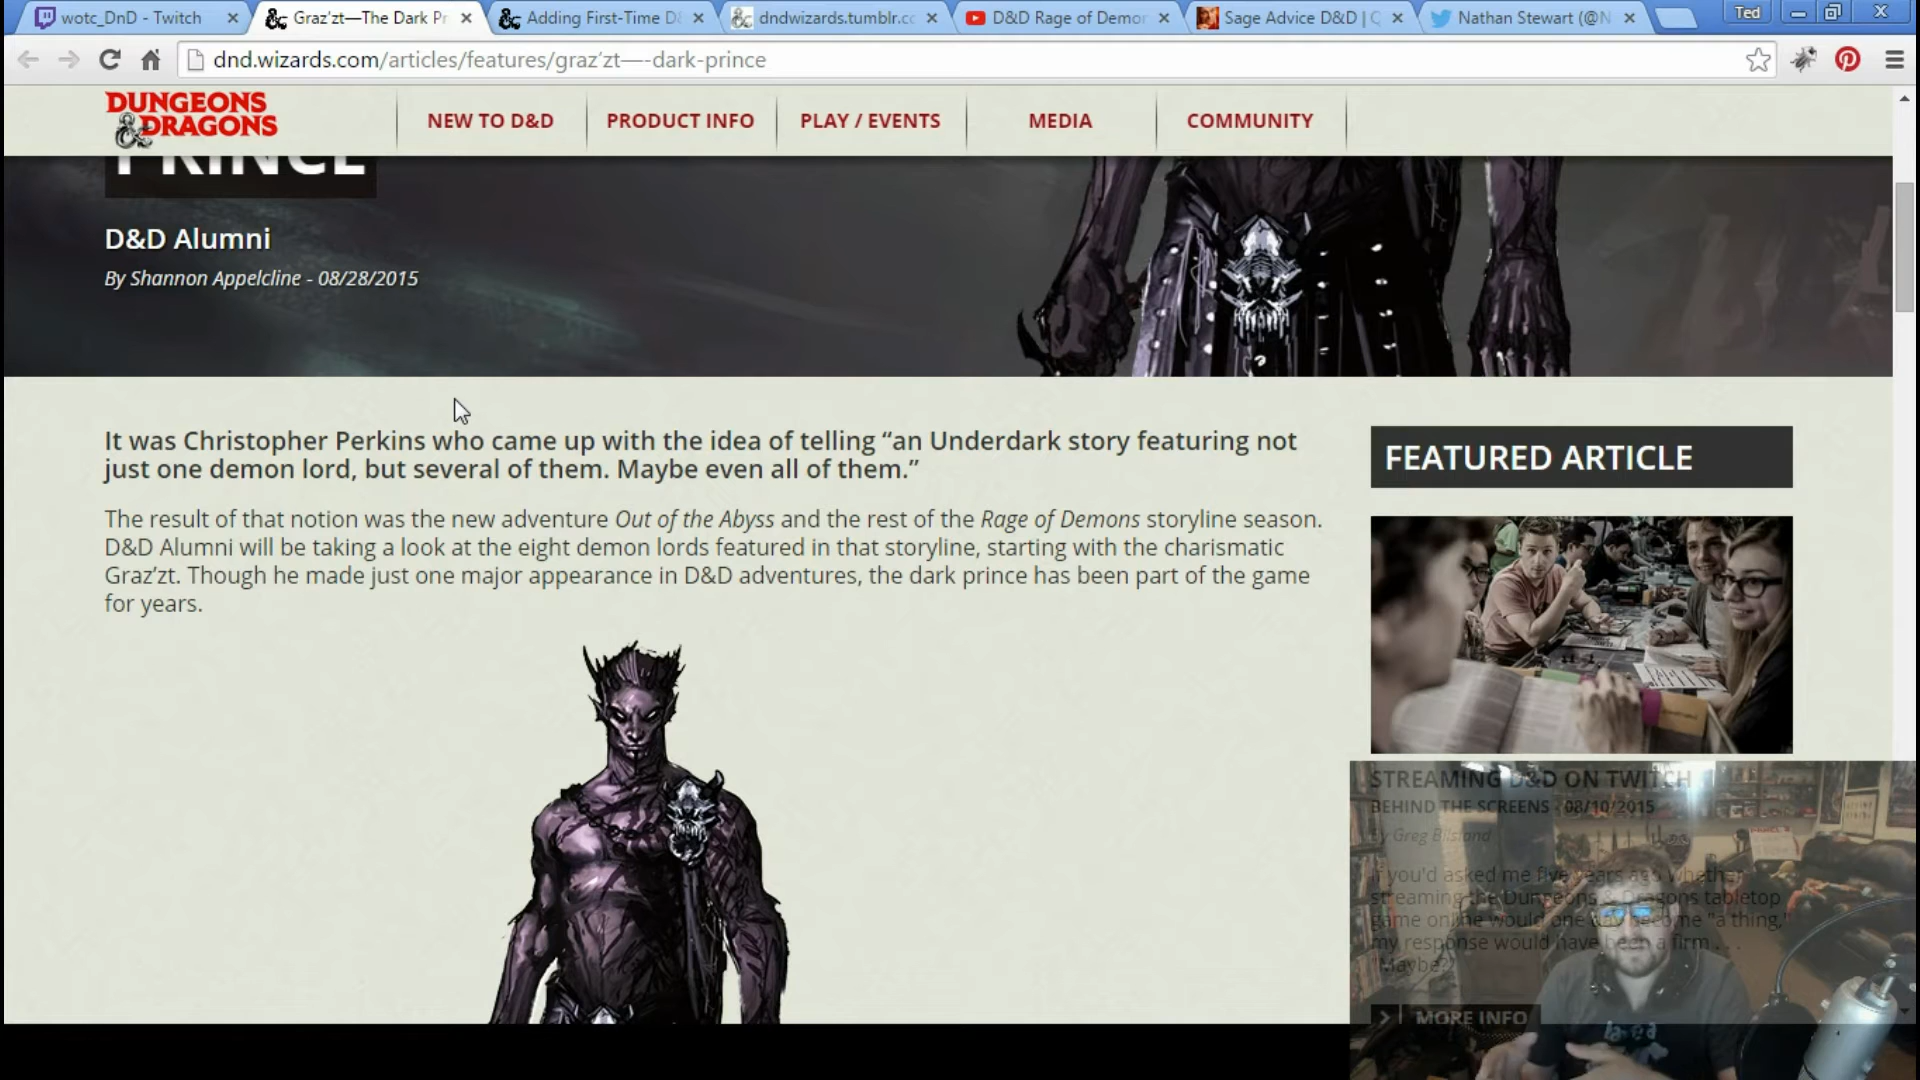 wotc_DnD - Twitch
Graz'zt—The Dark Pr
Adding First-Time D
dndwizards.tumblr.cc
D&D Rage of Demor
Sage Advice D&D | Q
Nathan Stewart (@N
Ted
dnd.wizards.com/articles/features/graz'zt—-dark-prince
DUNGEONS & DRAGONS
NEW TO D&D
PRODUCT INFO
PLAY / EVENTS
MEDIA
COMMUNITY
PRINCE
D&D Alumni
By Shannon Appelcline - 08/28/2015
It was Christopher Perkins who came up with the idea of telling “an Underdark story featuring not
just one demon lord, but several of them. Maybe even all of them.”
The result of that notion was the new adventure Out of the Abyss and the rest of the Rage of Demons storyline season.
D&D Alumni will be taking a look at the eight demon lords featured in that storyline, starting with the charismatic
Graz’zt. Though he made just one major appearance in D&D adventures, the dark prince has been part of the game
for years.
FEATURED ARTICLE
STREAMING D&D ON TWITCH
BEHIND THE SCREENS - 08/10/2015
By Greg Bilsland
If you'd asked me five years ago whether
streaming the Dungeons & Dragons tabletop
game online would one day become "a thing,"
my response would have been a firm . . .
"Maybe?"
> MORE INFO